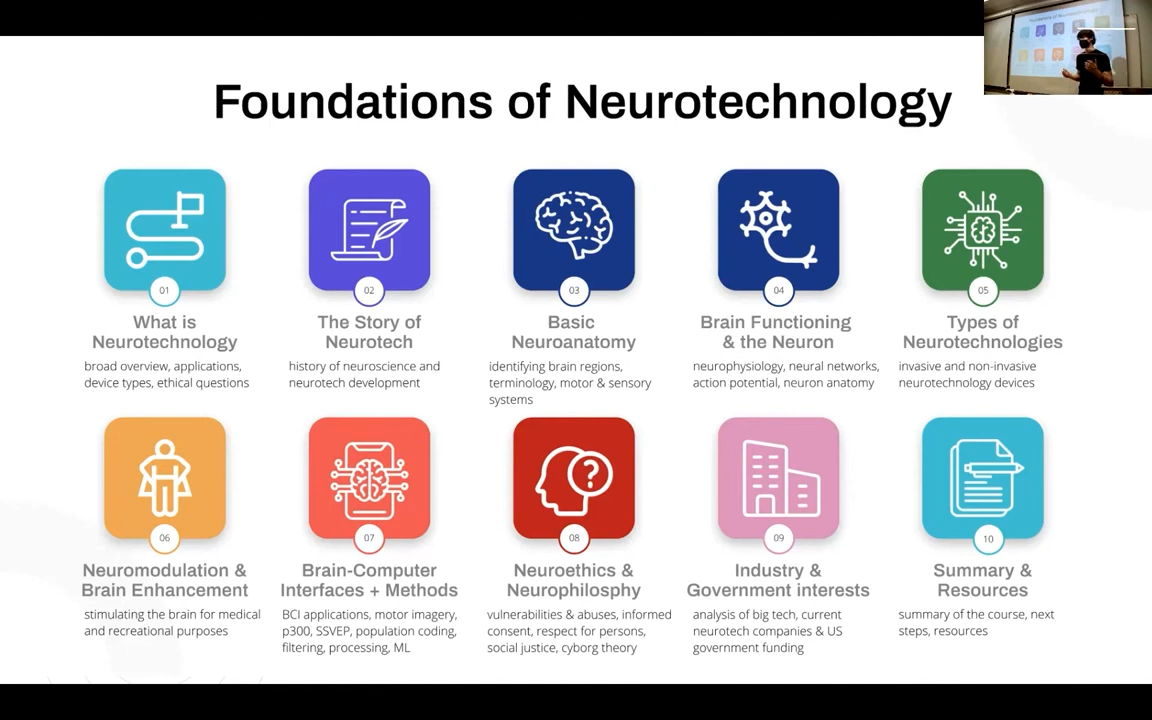 Foundations of Neurotechnology
01
02
03
04
05
What is
Neurotechnology
broad overview, applications,
device types, ethical questions
The Story of
Neurotech
history of neuroscience and
neurotech development
Basic
Neuroanatomy
identifying brain regions,
terminology, motor & sensory
systems
Brain Functioning
& the Neuron
neurophysiology, neural networks,
action potential, neuron anatomy
Types of
Neurotechnologies
invasive and non-invasive
neurotechnology devices
?
06
07
08
09
10
Neuromodulation &
Brain Enhancement
stimulating the brain for medical
and recreational purposes
Brain-Computer
Interfaces + Methods
BCI applications, motor imagery,
p300, SSVEP, population coding,
filtering, processing, ML
Neuroethics &
Neurophilosphy
vulnerabilities & abuses, informed
consent, respect for persons,
social justice, cyborg theory
Industry &
Government interests
analysis of big tech, current
neurotech companies & US
government funding
Summary &
Resources
summary of the course, next
steps, resources